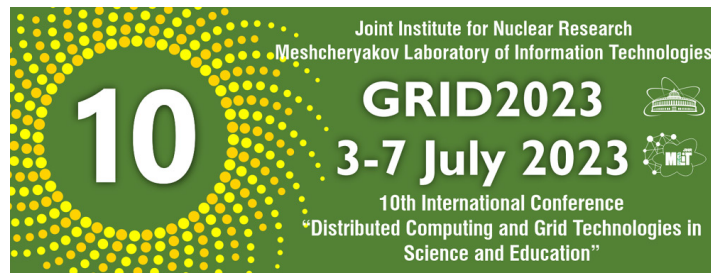 10
Joint Institute for Nuclear Research
Meshcheryakov Laboratory of Information Technologies
GRID2023
3-7 July 2023
MLIT
10th International Conference
“Distributed Computing and Grid Technologies in
Science and Education”